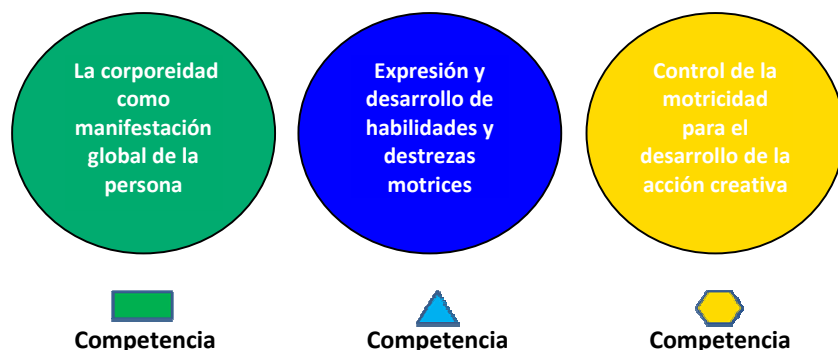 La corporeidad
como
manifestación
global de la
persona
Expresión y
desarrollo de
habilidades y
destrezas
motrices
Control de la
motricidad
para el
desarrollo de la
acción creativa
Competencia
Competencia
Competencia